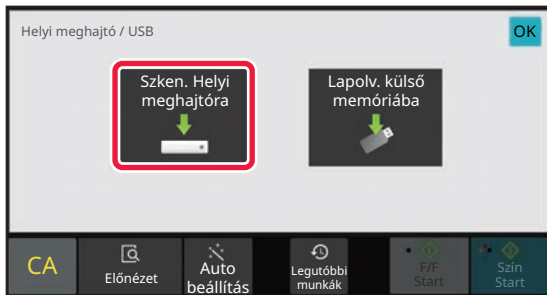 Helyi meghajtó / USB
OK
Szken. Helyi
meghajtóra
Lapolv. külső
memóriába
CA
Előnézet
Auto
beállítás
Legutóbbi
munkák
F/F
Start
Szín
Start